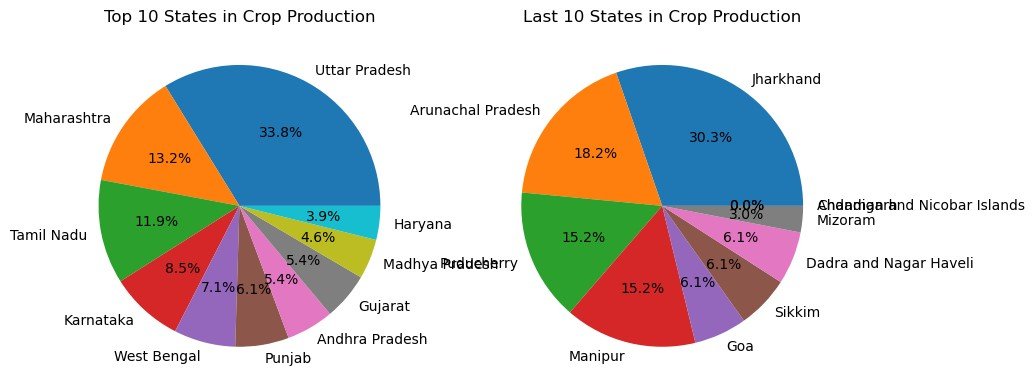 Top 10 States in Crop Production
Uttar Pradesh
33.8%
Maharashtra
13.2%
Tamil Nadu
11.9%
Karnataka
8.5%
West Bengal
7.1%
Punjab
6.1%
Andhra Pradesh
5.4%
Gujarat
5.4%
Madhya Pradesh
4.6%
Haryana
3.9%
Last 10 States in Crop Production
Jharkhand
30.3%
Arunachal Pradesh
18.2%
Puducherry
15.2%
Manipur
15.2%
Goa
6.1%
Sikkim
6.1%
Dadra and Nagar Haveli
6.1%
Mizoram
3.0%
Chandigarh
0.0%
Andaman and Nicobar Islands
0.0%